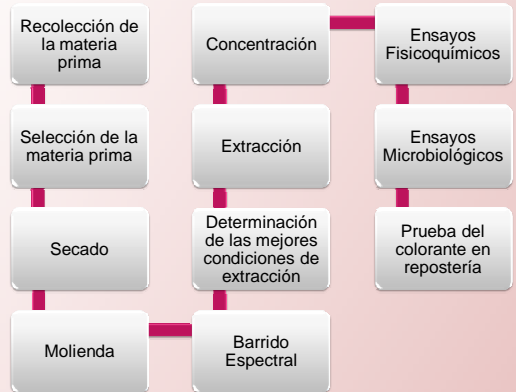 Recolección de
la materia
prima
Selección de la
materia prima
Secado
Molienda
Barrido
Espectral
Determinación
de las mejores
condiciones de
extracción
Extracción
Concentración
Ensayos
Fisicoquímicos
Ensayos
Microbiológicos
Prueba del
colorante en
repostería